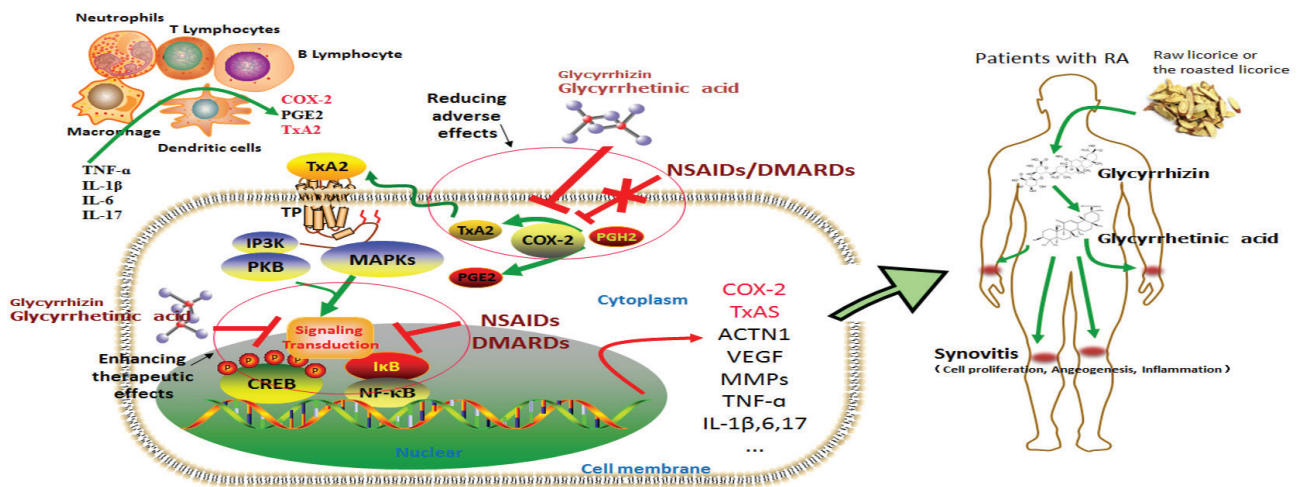 Neutrophils
T Lymphocytes
B Lymphocyte
Macrophage
Dendritic cells
COX-2
PGE2
TxA2
TNF-α
IL-1β
IL-6
IL-17
Glycyrrhizin
Glycyrrhetinic acid
Reducing
adverse
effects
NSAIDs/DMARDs
TxA2
TP
TxA2
COX-2
PGH2
PGE2
IP3K
PKB
MAPKs
Glycyrrhizin
Glycyrrhetinic acid
Enhancing
therapeutic
effects
Signaling
Transduction
NSAIDs
DMARDs
P
P
P
P
P
P
CREB
IκB
NF-κB
Nuclear
Cytoplasm
Cell membrane
COX-2
TxAS
ACTN1
VEGF
MMPs
TNF-α
IL-1β,6,17
...
Patients with RA
Raw licorice or
the roasted licorice
Glycyrrhizin
Glycyrrhetinic acid
Synovitis
(Cell proliferation, Angeogenesis, Inflammation)